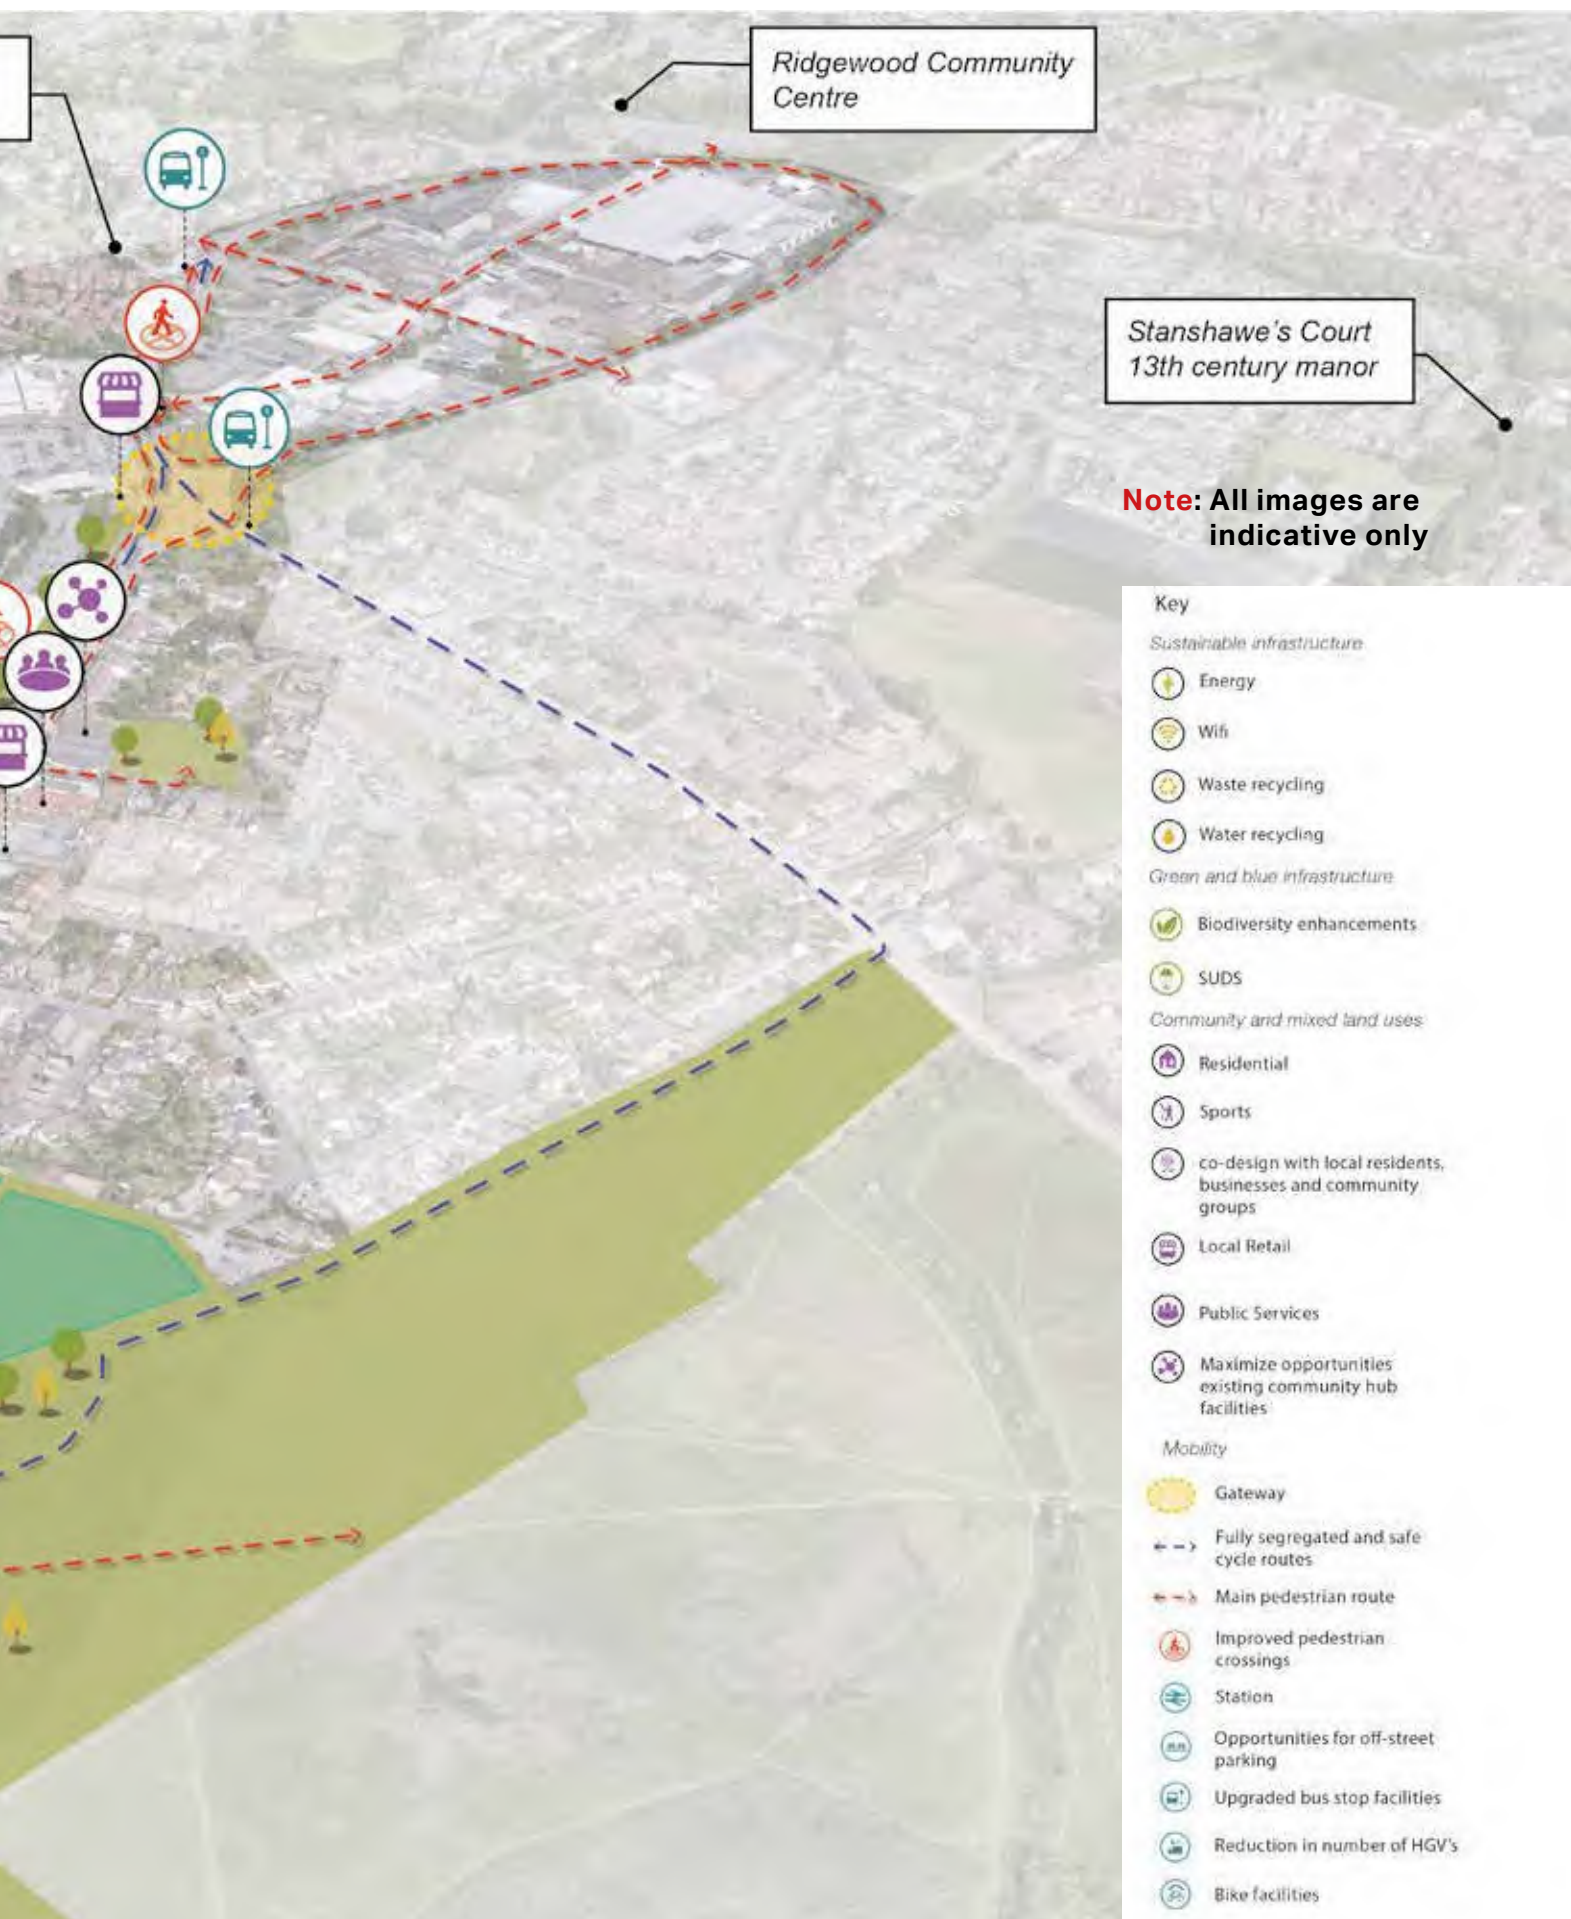 Ridgewood Community
Centre
Stanshawe's Court
13th century manor
Note: All images are
indicative only
Key
Sustainable infrastructure
Energy
Wifi
Waste recycling
Water recycling
Green and blue infrastructure
Biodiversity enhancements
SUDS
Community and mixed land uses
Residential
Sports
co-design with local residents,
businesses and community
groups
Local Retail
Public Services
Maximize opportunities
existing community hub
facilities
Mobility
Gateway
Fully segregated and safe
cycle routes
Main pedestrian route
Improved pedestrian
crossings
Station
Opportunities for off-street
parking
Upgraded bus stop facilities
Reduction in number of HGV's
Bike facilities